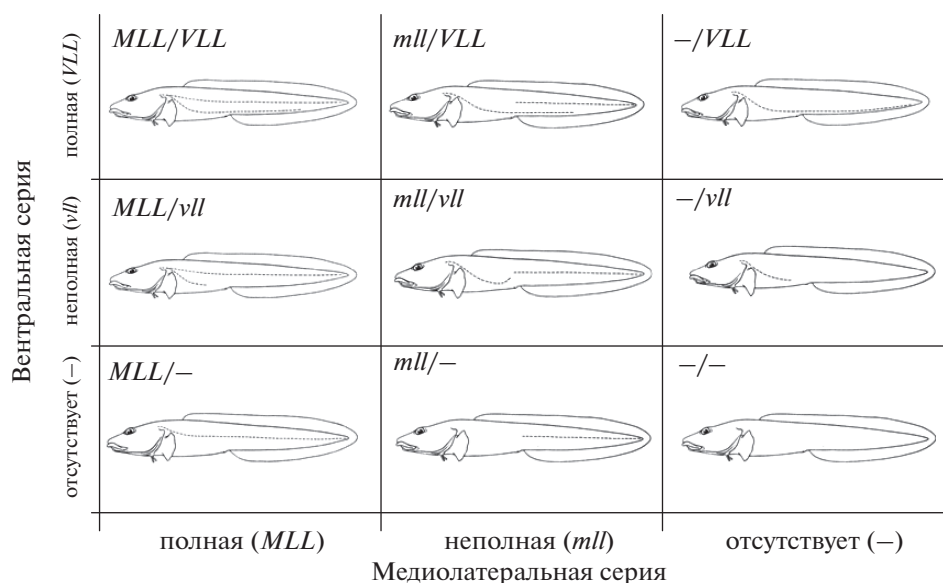 Вентральная серия
полная (VLL)
MLL/VLL
mll/VLL
–/VLL
неполная (vll)
MLL/vll
mll/vll
–/vll
отсутствует (–)
MLL/–
mll/–
–/–
полная (MLL)
неполная (mll)
отсутствует (–)
Медиолатеральная серия